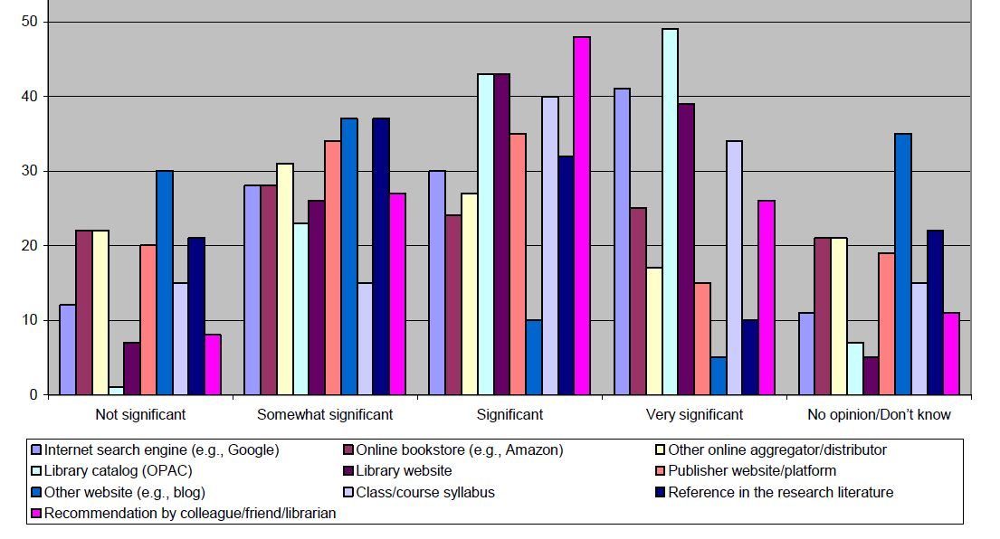 50
40
30
20
10
0
Not significant Somewhat significant Significant Very significant No opinion/Don't know
Internet search engine (e.g., Google) Online bookstore (e.g., Amazon) Other online aggregator/distributor
Library catalog (OPAC) Library website Publisher website/platform
Other website (e.g., blog) Class/course syllabus Reference in the research literature
Recommendation by colleague/friend/librarian